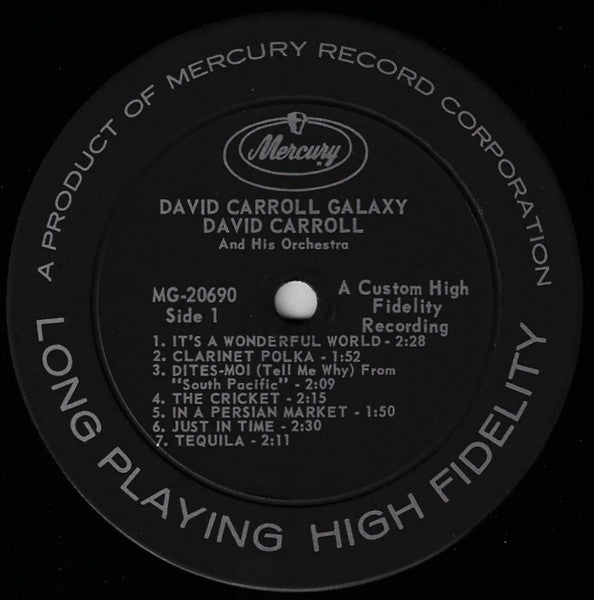 A PRODUCT OF MERCURY RECORD CORPORATION
Mercury
DAVID CARROLL GALAXY
DAVID CARROLL
And His Orchestra
MG-20690
Side 1
A Custom High
Fidelity
Recording
1. IT'S A WONDERFUL WORLD - 2:28
2. CLARINET POLKA - 1:52
3. DITES-MOI (Tell Me Why) From
"South Pacific" - 2:09
4. THE CRICKET - 2:15
5. IN A PERSIAN MARKET - 1:50
6. JUST IN TIME - 2:30
7. TEQUILA - 2:11
LONG PLAYING HIGH FIDELITY